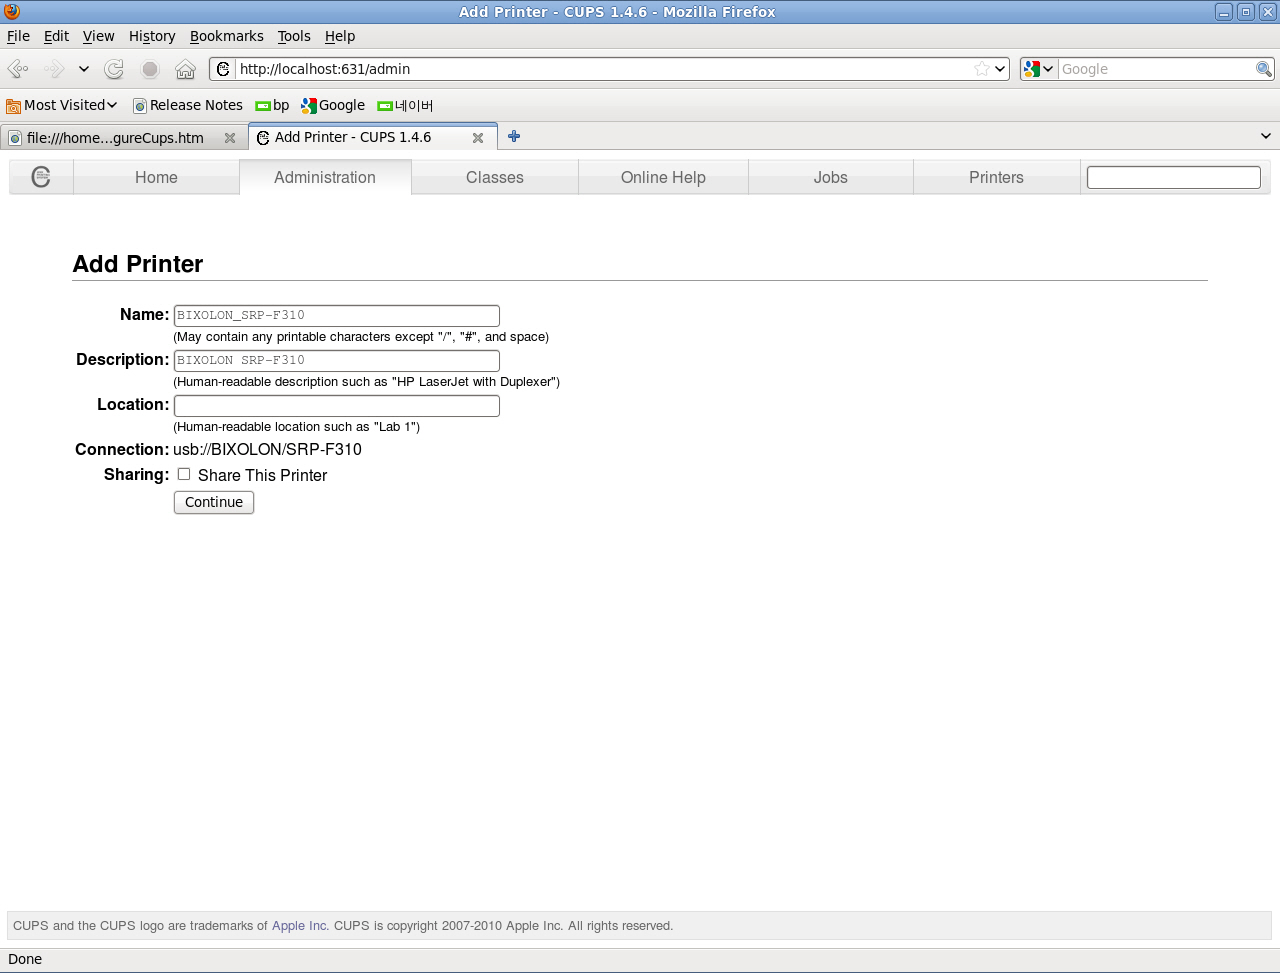 Add Printer - CUPS 1.4.6 - Mozilla Firefox
File Edit View History Bookmarks Tools Help
http://localhost:631/admin
Google
Most Visited Release Notes bp Google 네이버
file:///home...gureCups.htm Add Printer - CUPS 1.4.6
Home Administration Classes Online Help Jobs Printers
Add Printer
Name: BIXOLON_SRP-F310
(May contain any printable characters except "/", "#", and space)
Description: BIXOLON SRP-F310
(Human-readable description such as "HP LaserJet with Duplexer")
Location:
(Human-readable location such as "Lab 1")
Connection: usb://BIXOLON/SRP-F310
Sharing: Share This Printer
Continue
CUPS and the CUPS logo are trademarks of Apple Inc. CUPS is copyright 2007-2010 Apple Inc. All rights reserved.
Done